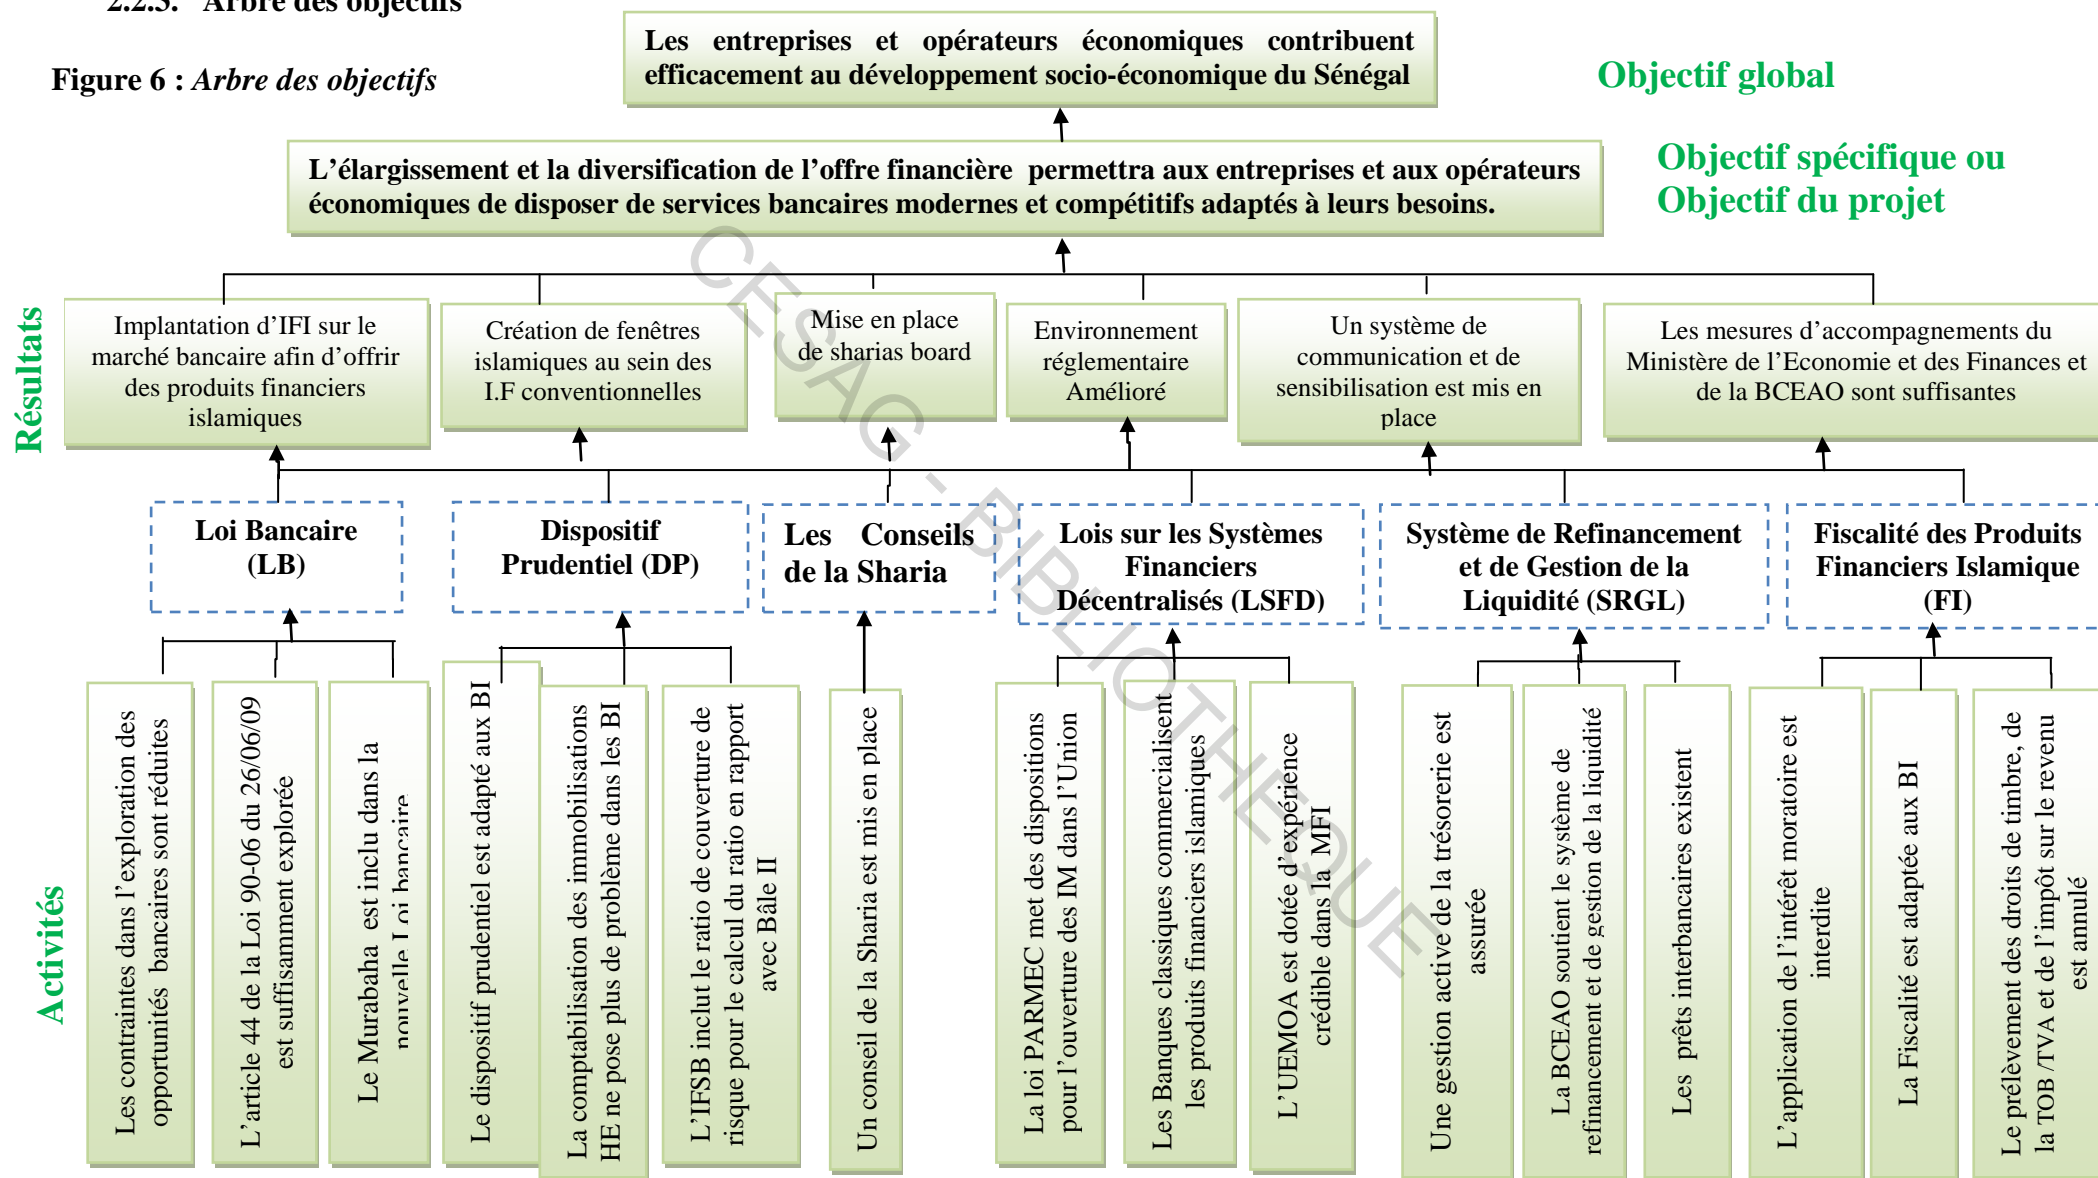 2.2.3. Arbre des objectifs
Figure 6 : Arbre des objectifs
Les entreprises et opérateurs économiques contribuent
efficacement au développement socio-économique du Sénégal
Objectif global
L’élargissement et la diversification de l’offre financière permettra aux entreprises et aux opérateurs
économiques de disposer de services bancaires modernes et compétitifs adaptés à leurs besoins.
Objectif spécifique ou
Objectif du projet
Résultats
Implantation d’IFI sur le
marché bancaire afin d’offrir
des produits financiers
islamiques
Création de fenêtres
islamiques au sein des
I.F conventionnelles
Mise en place
de sharias board
Environnement
réglementaire
Amélioré
Un système de
communication et de
sensibilisation est mis en
place
Les mesures d’accompagnements du
Ministère de l’Economie et des Finances et
de la BCEAO sont suffisantes
Loi Bancaire
(LB)
Dispositif
Prudentiel (DP)
Les Conseils
de la Sharia
Lois sur les Systèmes
Financiers
Décentralisés (LSFD)
Système de Refinancement
et de Gestion de la
Liquidité (SRGL)
Fiscalité des Produits
Financiers Islamique
(FI)
Activités
Les contraintes dans l’exploration des
opportunités bancaires sont réduites
L’article 44 de la Loi 90-06 du 26/06/09
est suffisamment explorée
Le Murabaha est inclu dans la
nouvelle Loi bancaire
Le dispositif prudentiel est adapté aux BI
La comptabilisation des immobilisations
HE ne pose plus de problème dans les BI
L’IFSB inclut le ratio de couverture de
risque pour le calcul du ratio en rapport
avec Bâle II
Un conseil de la Sharia est mis en place
La loi PARMEC met des dispositions
pour l’ouverture des IM dans l’Union
Les Banques classiques commercialisent
les produits financiers islamiques
L’UEMOA est dotée d’expérience
crédible dans la MFI
Une gestion active de la trésorerie est
assurée
La BCEAO soutient le système de
refinancement et de gestion de la liquidité
Les prêts interbancaires existent
L’application de l’intérêt moratoire est
interdite
La Fiscalité est adaptée aux BI
Le prélèvement des droits de timbre, de
la TOB /TVA et de l’impôt sur le revenu
est annulé
CESAG - BIBLIOTHEQUE